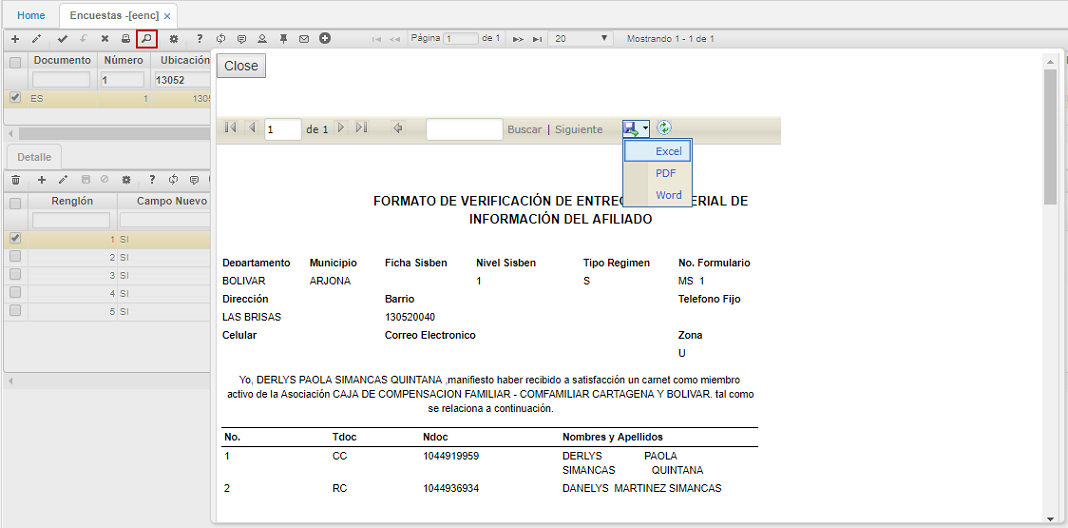 Home
Encuestas -[eenc] ×
Página 1 de 1
20
Mostrando 1 - 1 de 1
Documento Número Ubicación
1 13052
ES 1 1305
Detalle
Renglón Campo Nuevo
1 SI
2 SI
3 SI
4 SI
5 SI
Close
1 de 1
Buscar | Siguiente
Excel
PDF
Word
FORMATO DE VERIFICACIÓN DE ENTREG ERIAL DE
INFORMACIÓN DEL AFILIADO
Departamento Municipio Ficha Sisben Nivel Sisben Tipo Regimen No. Formulario
BOLIVAR ARJONA 1 S MS 1
Dirección Barrio Telefono Fijo
LAS BRISAS 130520040
Celular Correo Electronico Zona
U
Yo, DERLYS PAOLA SIMANCAS QUINTANA ,manifiesto haber recibido a satisfacción un carnet como miembro
activo de la Asociación CAJA DE COMPENSACION FAMILIAR - COMFAMILIAR CARTAGENA Y BOLIVAR. tal como
se relaciona a continuación.
No. Tdoc Ndoc Nombres y Apellidos
1 CC 1044919959 DERLYS PAOLA
SIMANCAS QUINTANA
2 RC 1044936934 DANELYS MARTINEZ SIMANCAS